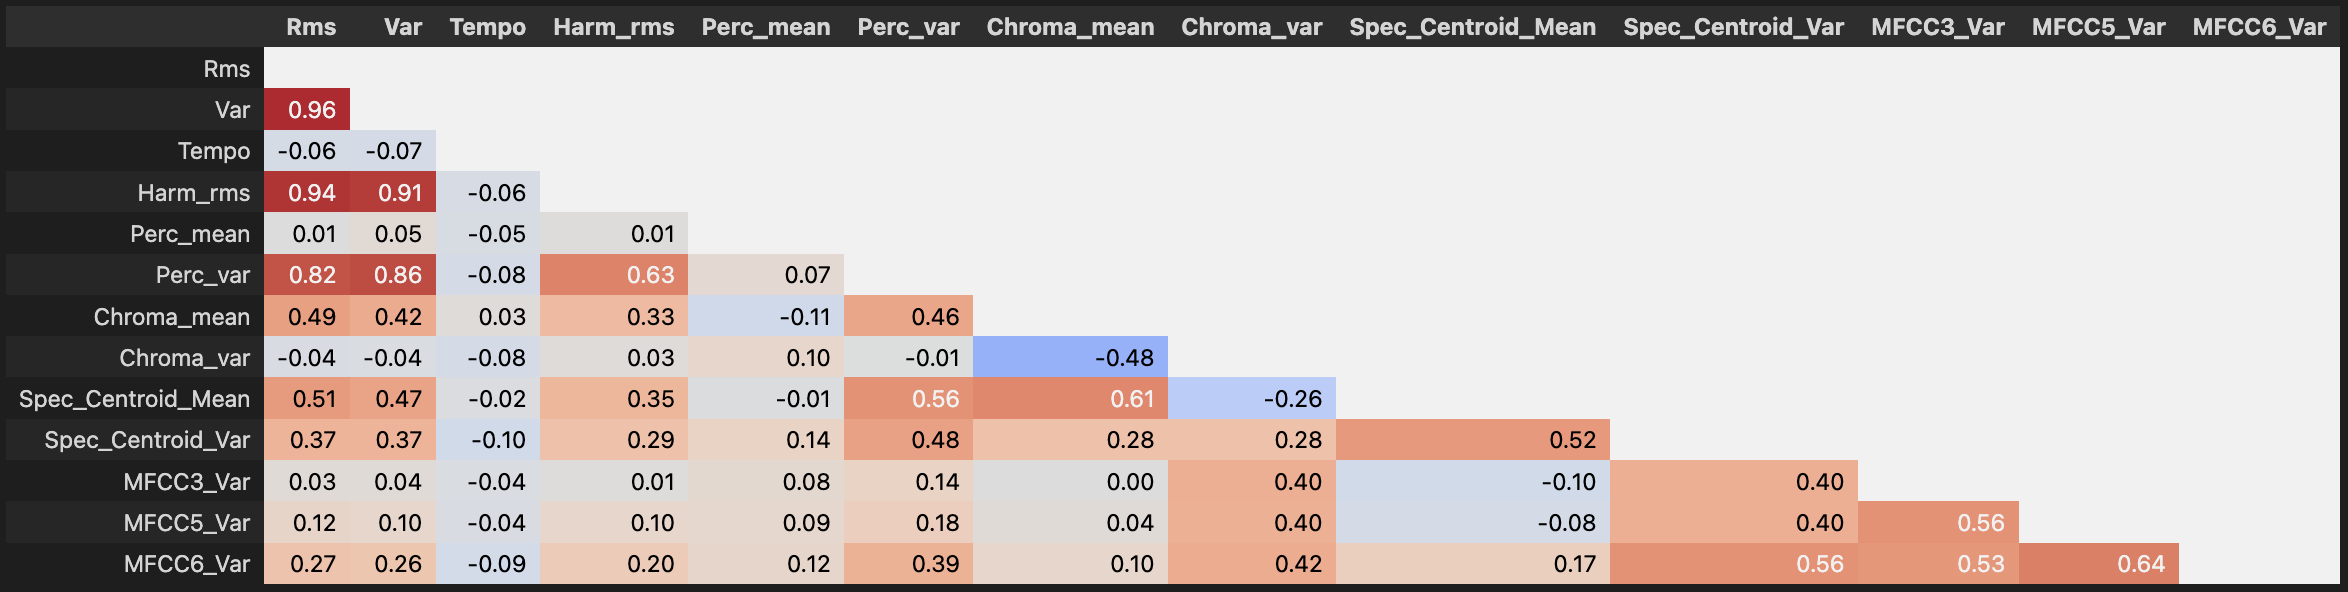 Rms Var Tempo Harm_rms Perc_mean Perc_var Chroma_mean Chroma_var Spec_Centroid_Mean Spec_Centroid_Var MFCC3_Var MFCC5_Var MFCC6_Var
Rms
Var 0.96
Tempo -0.06 -0.07
Harm_rms 0.94 0.91 -0.06
Perc_mean 0.01 0.05 -0.05 0.01
Perc_var 0.82 0.86 -0.08 0.63 0.07
Chroma_mean 0.49 0.42 0.03 0.33 -0.11 0.46
Chroma_var -0.04 -0.04 -0.08 0.03 0.10 -0.01 -0.48
Spec_Centroid_Mean 0.51 0.47 -0.02 0.35 -0.01 0.56 0.61 -0.26
Spec_Centroid_Var 0.37 0.37 -0.10 0.29 0.14 0.48 0.28 0.28 0.52
MFCC3_Var 0.03 0.04 -0.04 0.01 0.08 0.14 0.00 0.40 -0.10 0.40
MFCC5_Var 0.12 0.10 -0.04 0.10 0.09 0.18 0.04 0.40 -0.08 0.40 0.56
MFCC6_Var 0.27 0.26 -0.09 0.20 0.12 0.39 0.10 0.42 0.17 0.56 0.53 0.64